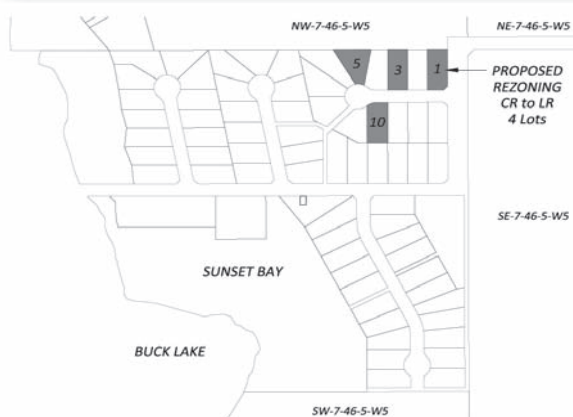 NW-7-46-5-W5
NE-7-46-5-W5
5
3
1
PROPOSED
REZONING
CR to LR
4 Lots
10
SE-7-46-5-W5
SUNSET BAY
BUCK LAKE
SW-7-46-5-W5